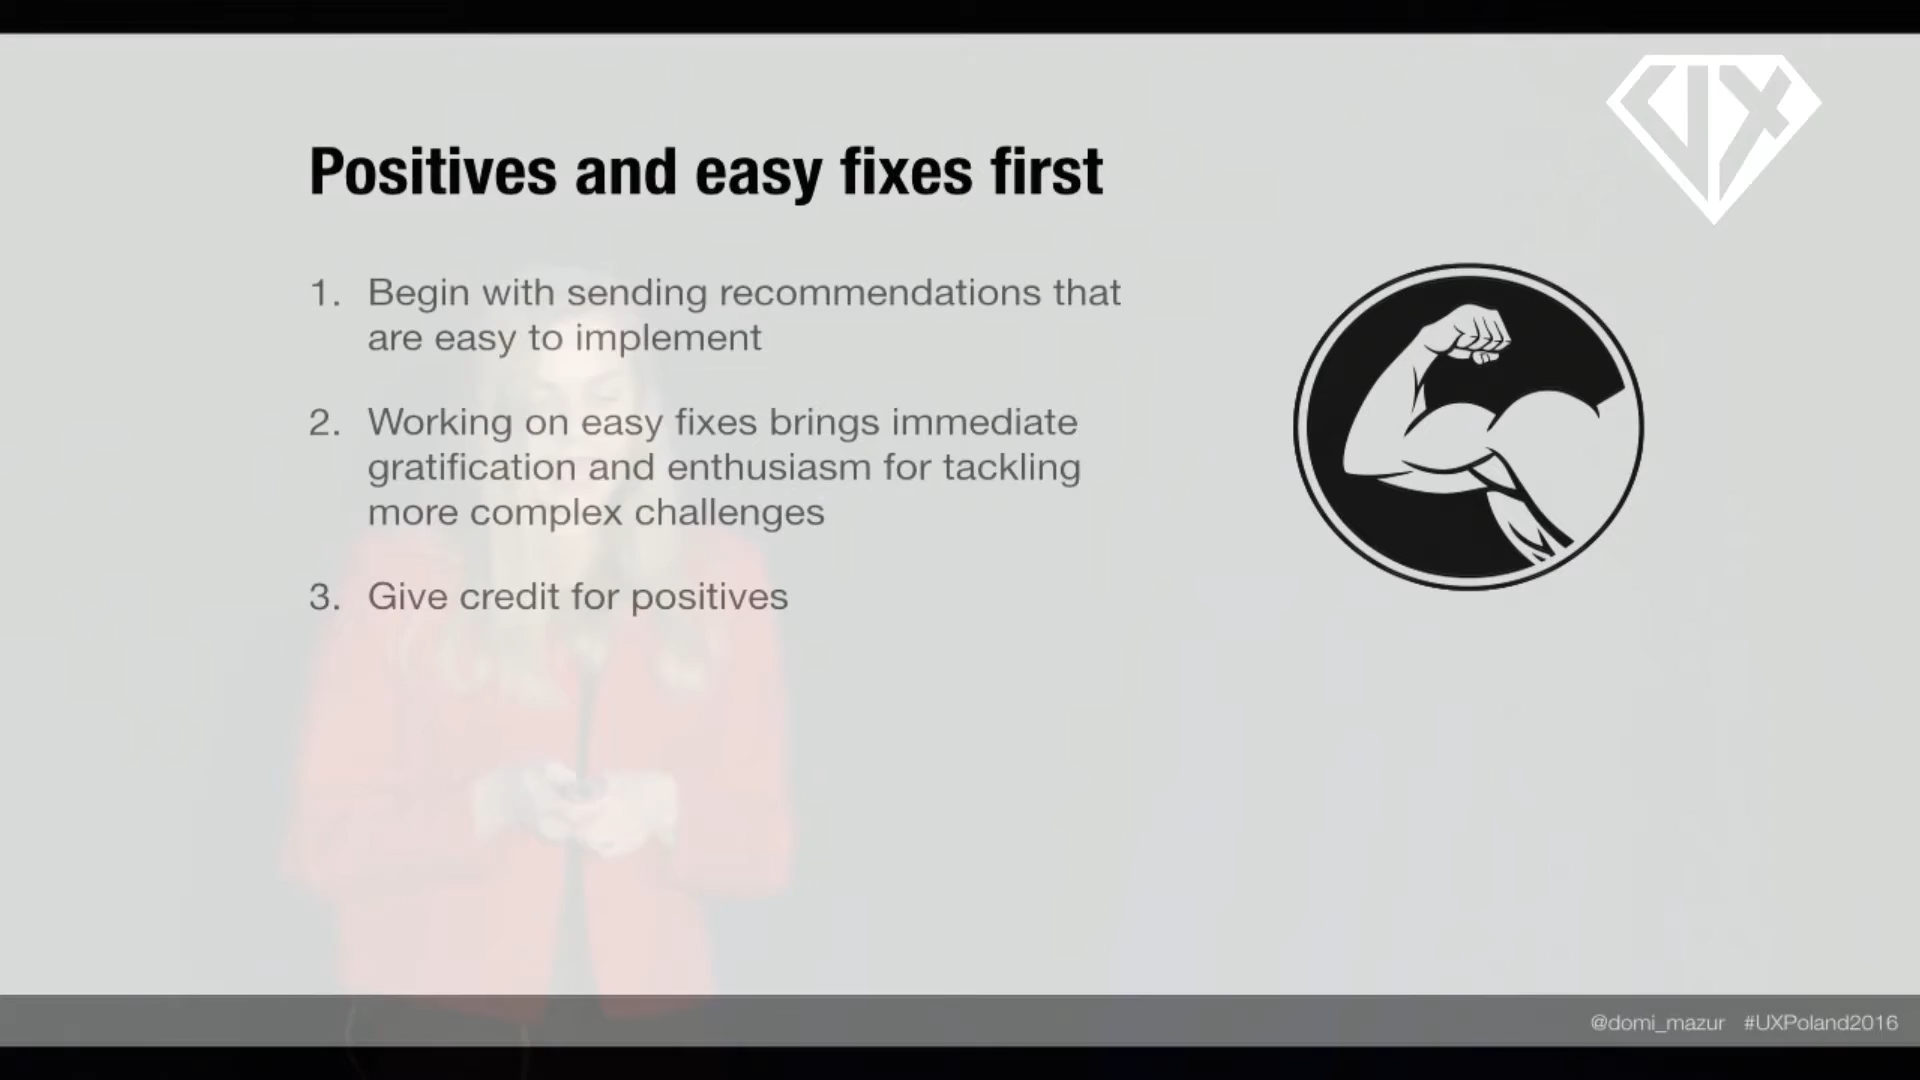 UX
Positives and easy fixes first
1. Begin with sending recommendations that
are easy to implement
2. Working on easy fixes brings immediate
gratification and enthusiasm for tackling
more complex challenges
3. Give credit for positives
@domi_mazur #UXPoland2016